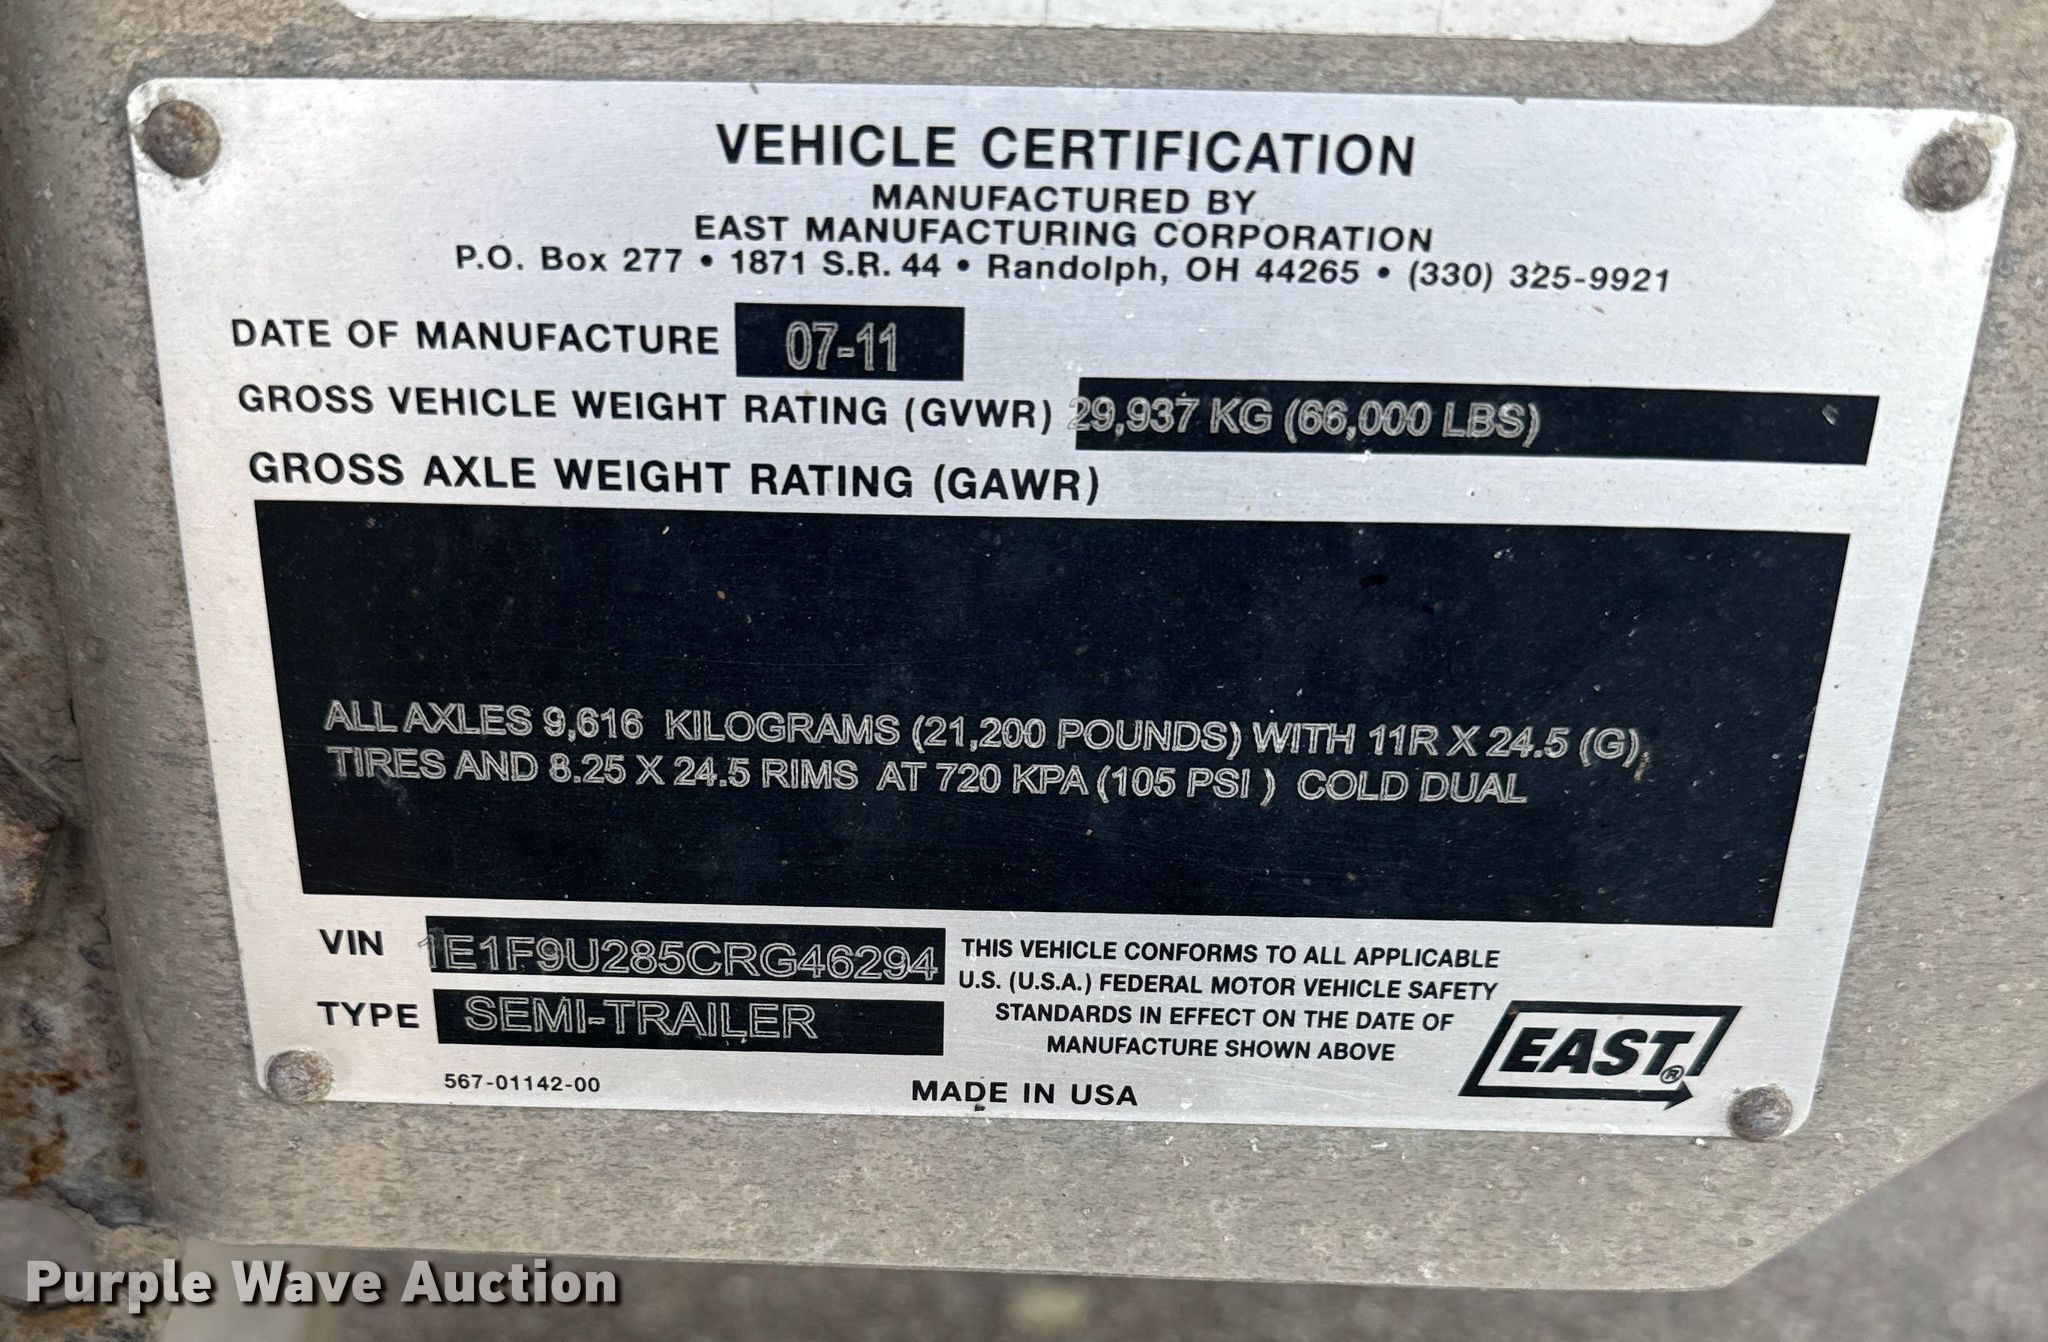 VEHICLE CERTIFICATION
MANUFACTURED BY
EAST MANUFACTURING CORPORATION
P.O. Box 277 • 1871 S.R. 44 • Randolph, OH 44265 • (330) 325-9921
DATE OF MANUFACTURE 07-11
GROSS VEHICLE WEIGHT RATING (GVWR) 29,937 KG (66,000 LBS)
GROSS AXLE WEIGHT RATING (GAWR)
ALL AXLES 9,616 KILOGRAMS (21,200 POUNDS) WITH 11R X 24.5 (G),
TIRES AND 8.25 X 24.5 RIMS AT 720 KPA (105 PSI ) COLD DUAL
VIN 1E1F9U285CRG46294
TYPE SEMI-TRAILER
THIS VEHICLE CONFORMS TO ALL APPLICABLE
U.S. (U.S.A.) FEDERAL MOTOR VEHICLE SAFETY
STANDARDS IN EFFECT ON THE DATE OF
MANUFACTURE SHOWN ABOVE
EAST®
567-01142-00
MADE IN USA
Purple Wave Auction